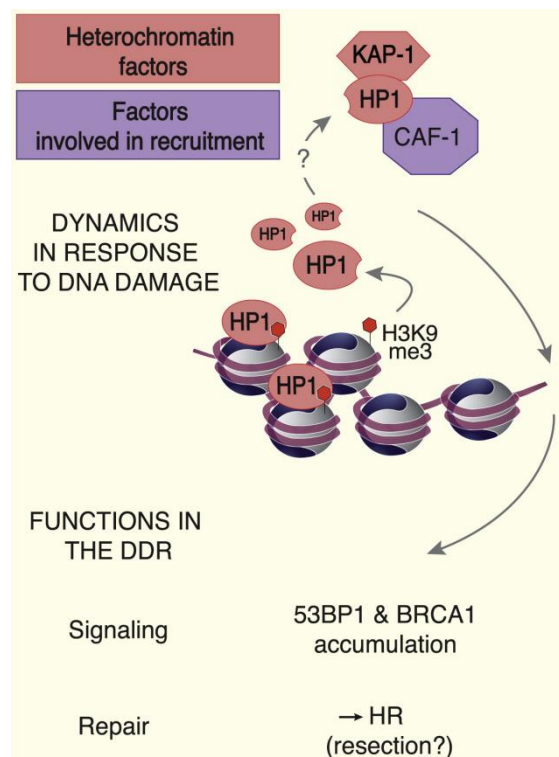 Heterochromatin
factors
Factors
involved in recruitment
KAP-1
HP1
CAF-1
?
DYNAMICS
IN RESPONSE
TO DNA DAMAGE
HP1
HP1
HP1
HP1
H3K9
me3
HP1
FUNCTIONS IN
THE DDR
Signaling
53BP1 & BRCA1
accumulation
Repair
→ HR
(resection?)